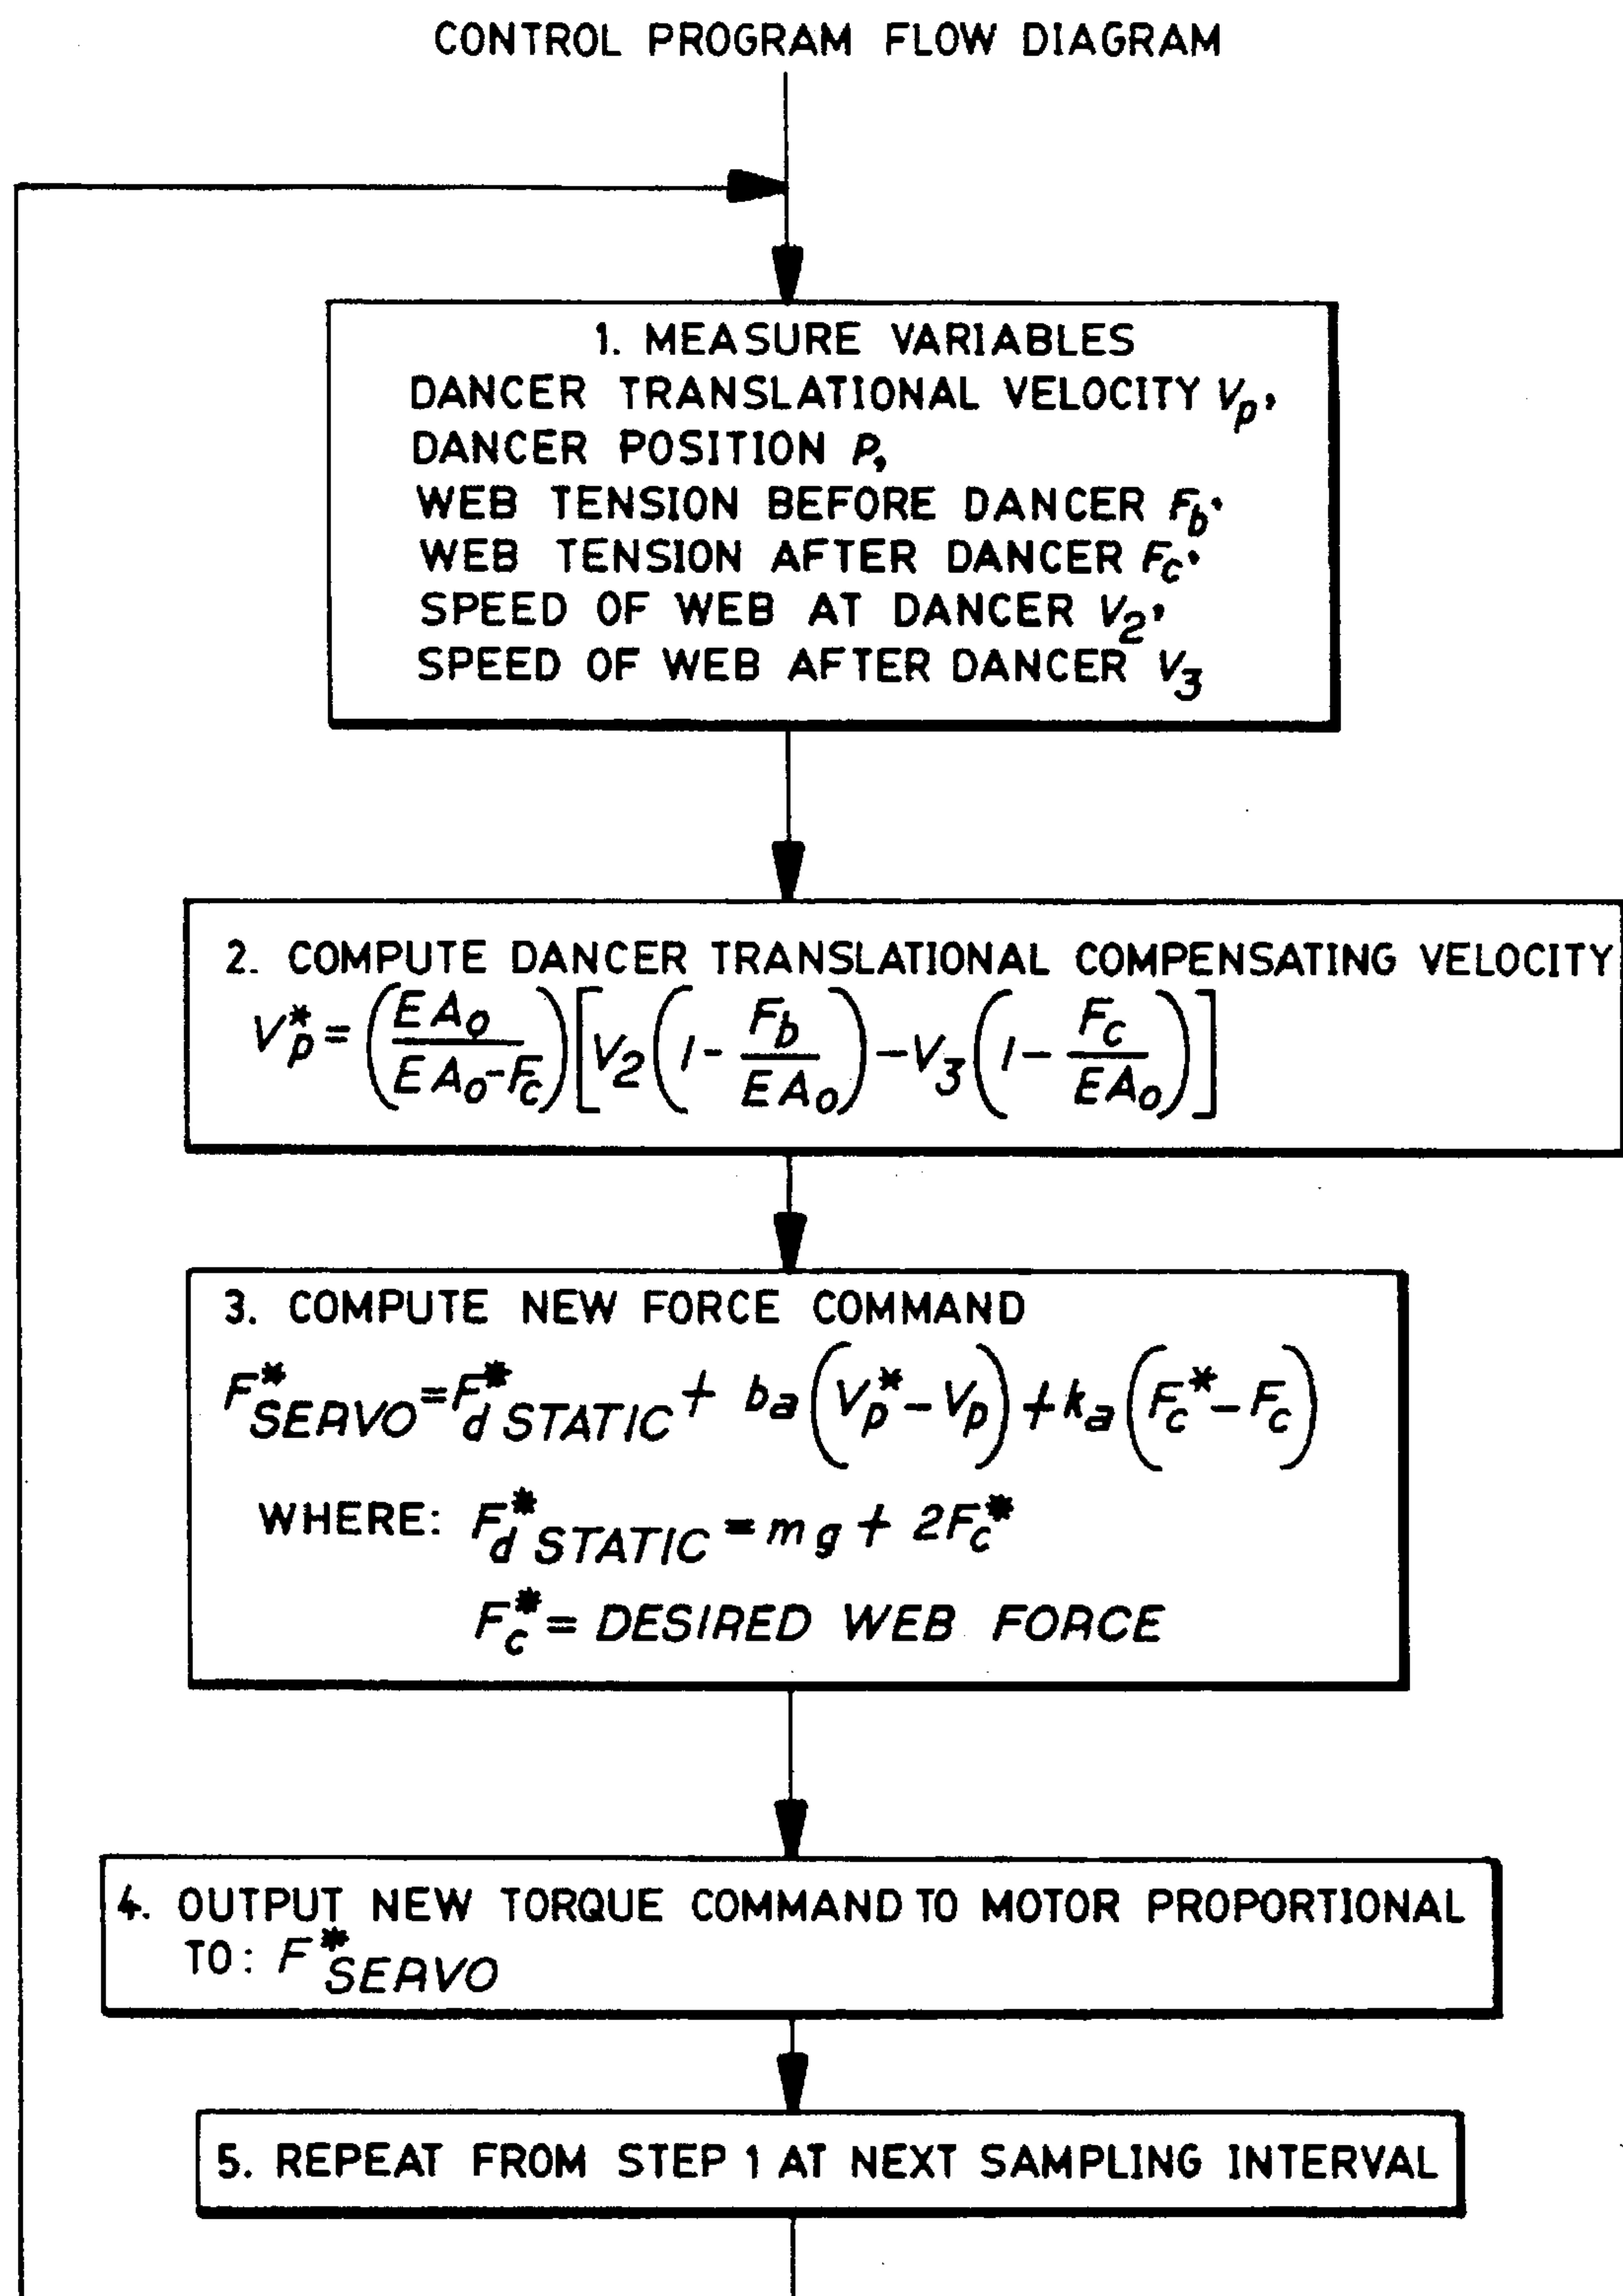 CONTROL PROGRAM FLOW DIAGRAM
1. MEASURE VARIABLES
DANCER TRANSLATIONAL VELOCITY Vp,
DANCER POSITION P,
WEB TENSION BEFORE DANCER Fb,
WEB TENSION AFTER DANCER Fc,
SPEED OF WEB AT DANCER V2,
SPEED OF WEB AFTER DANCER V3
2. COMPUTE DANCER TRANSLATIONAL COMPENSATING VELOCITY
V*p = (EAo / (EAo - Fc)) [V2 (1 - Fb / EAo) - V3 (1 - Fc / EAo)]
3. COMPUTE NEW FORCE COMMAND
F*SERVO = F*d STATIC + ba (V*p - Vp) + ka (F*c - Fc)
WHERE: F*d STATIC = mg + 2F*c
F*c = DESIRED WEB FORCE
4. OUTPUT NEW TORQUE COMMAND TO MOTOR PROPORTIONAL
TO: F*SERVO
5. REPEAT FROM STEP 1 AT NEXT SAMPLING INTERVAL